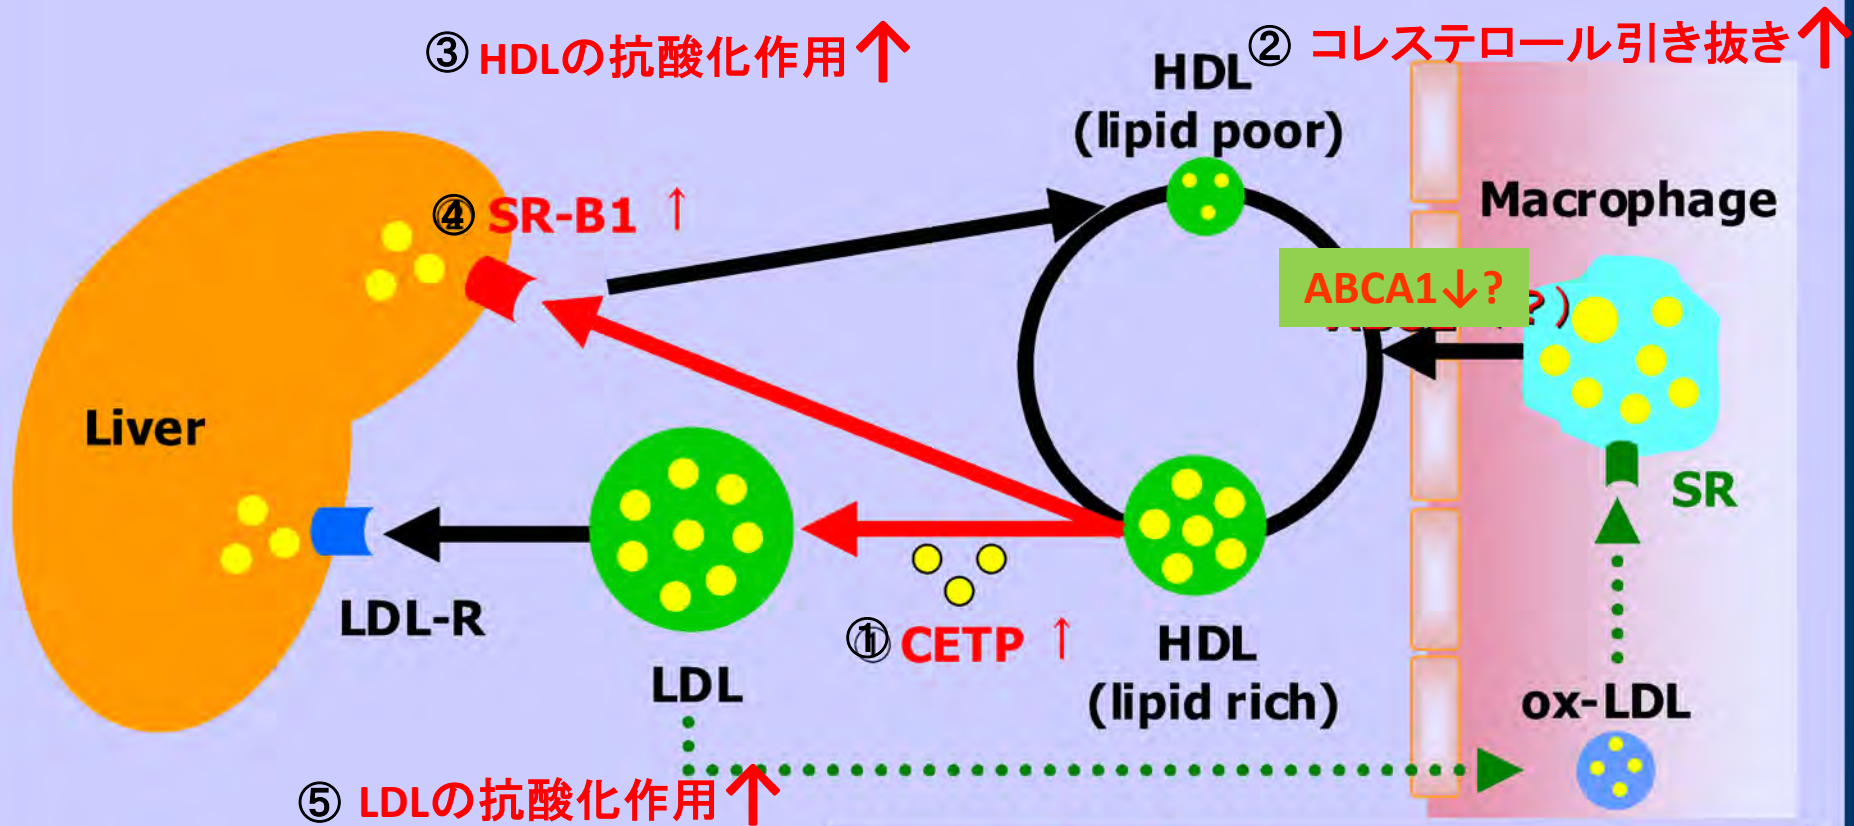 ③ HDLの抗酸化作用↑
② コレステロール引き抜き↑
HDL
(lipid poor)
Macrophage
④ SR-B1 ↑
ABCA1↓?
?)
Liver
SR
LDL-R
① CETP ↑
HDL
(lipid rich)
LDL
ox-LDL
⑤ LDLの抗酸化作用↑